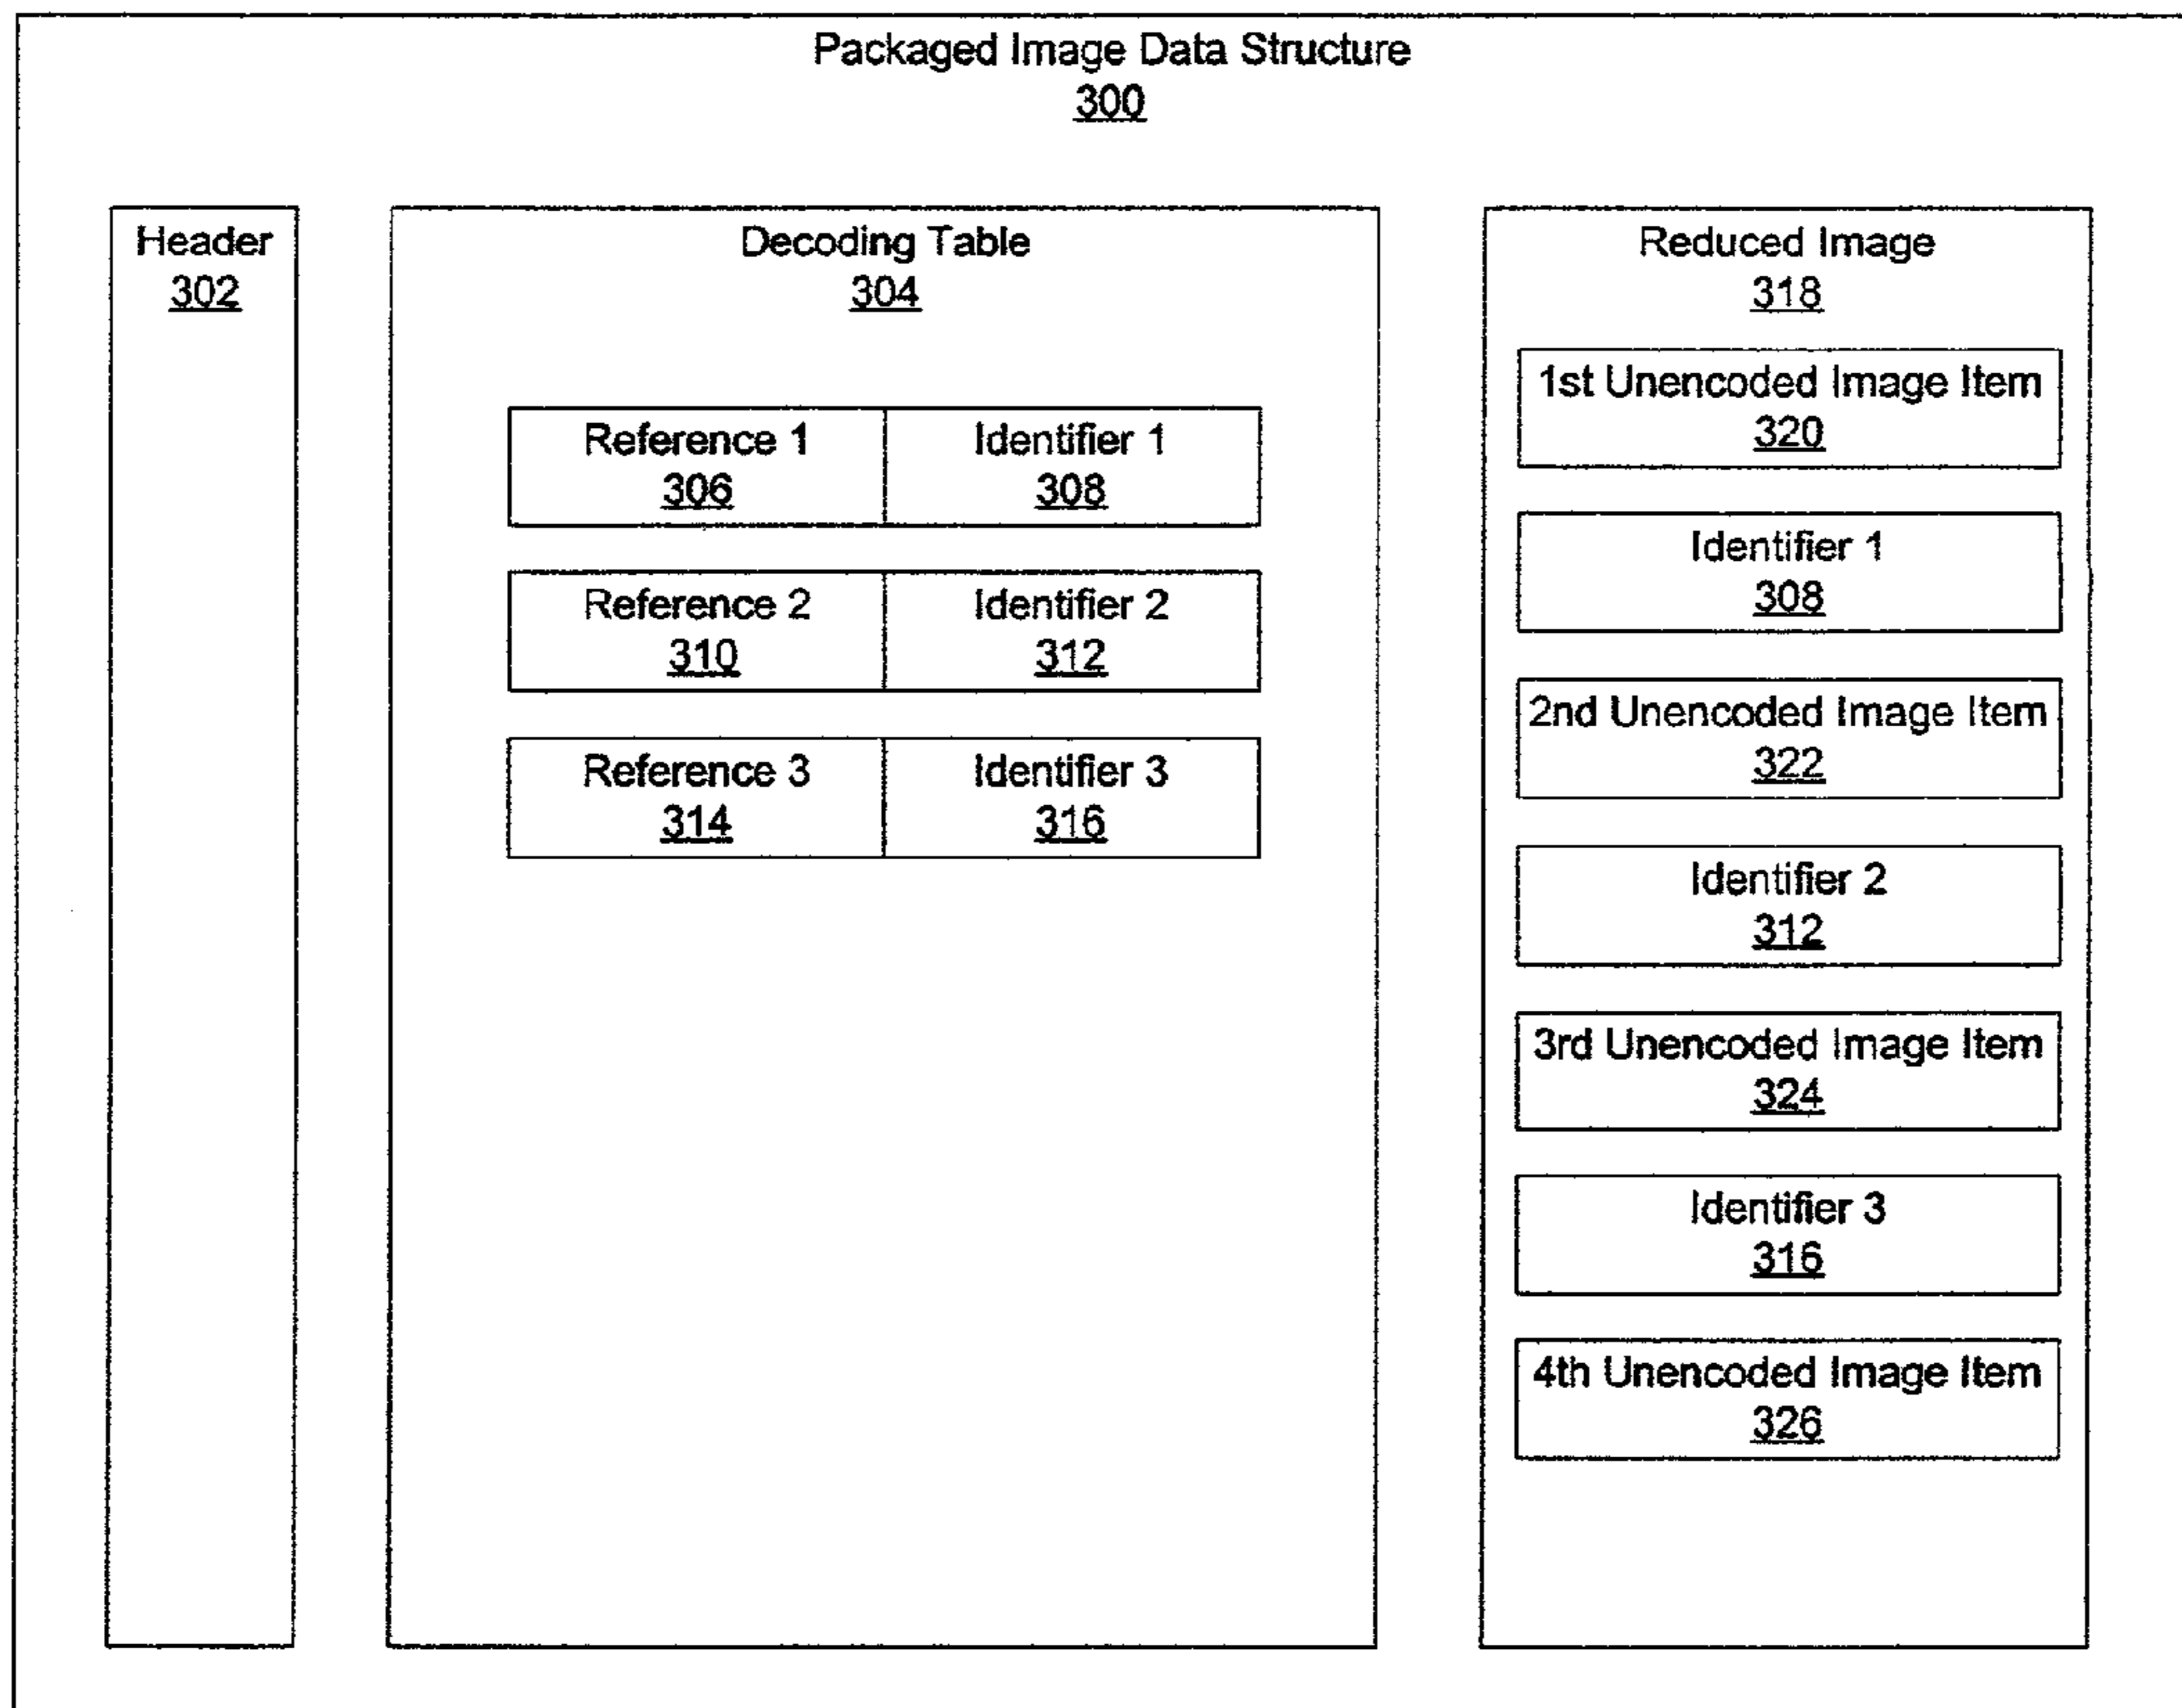 Packaged Image Data Structure
300
Header
302
Decoding Table
304
Reference 1
306
Identifier 1
308
Reference 2
310
Identifier 2
312
Reference 3
314
Identifier 3
316
Reduced Image
318
1st Unencoded Image Item
320
Identifier 1
308
2nd Unencoded Image Item
322
Identifier 2
312
3rd Unencoded Image Item
324
Identifier 3
316
4th Unencoded Image Item
326